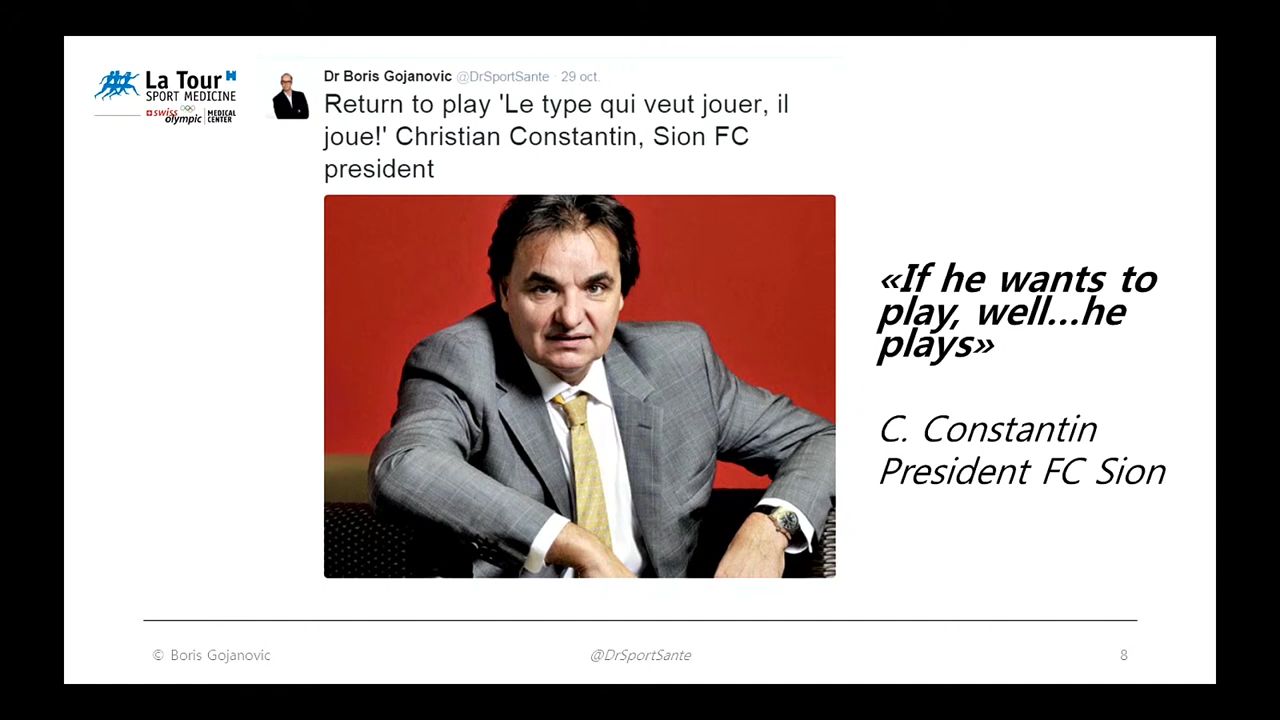 La Tour
SPORT MEDICINE
swiss olympic | MEDICAL CENTER
Dr Boris Gojanovic @DrSportSante · 29 oct.
Return to play 'Le type qui veut jouer, il
joue!' Christian Constantin, Sion FC
president
«If he wants to
play, well...he
plays»
C. Constantin
President FC Sion
© Boris Gojanovic
@DrSportSante
8